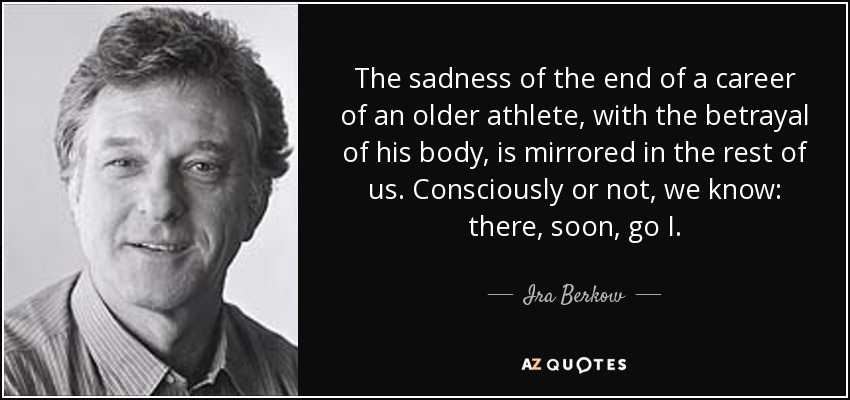 The sadness of the end of a career
of an older athlete, with the betrayal
of his body, is mirrored in the rest of
us. Consciously or not, we know:
there, soon, go I.
Ira Berkow
AZ QUOTES